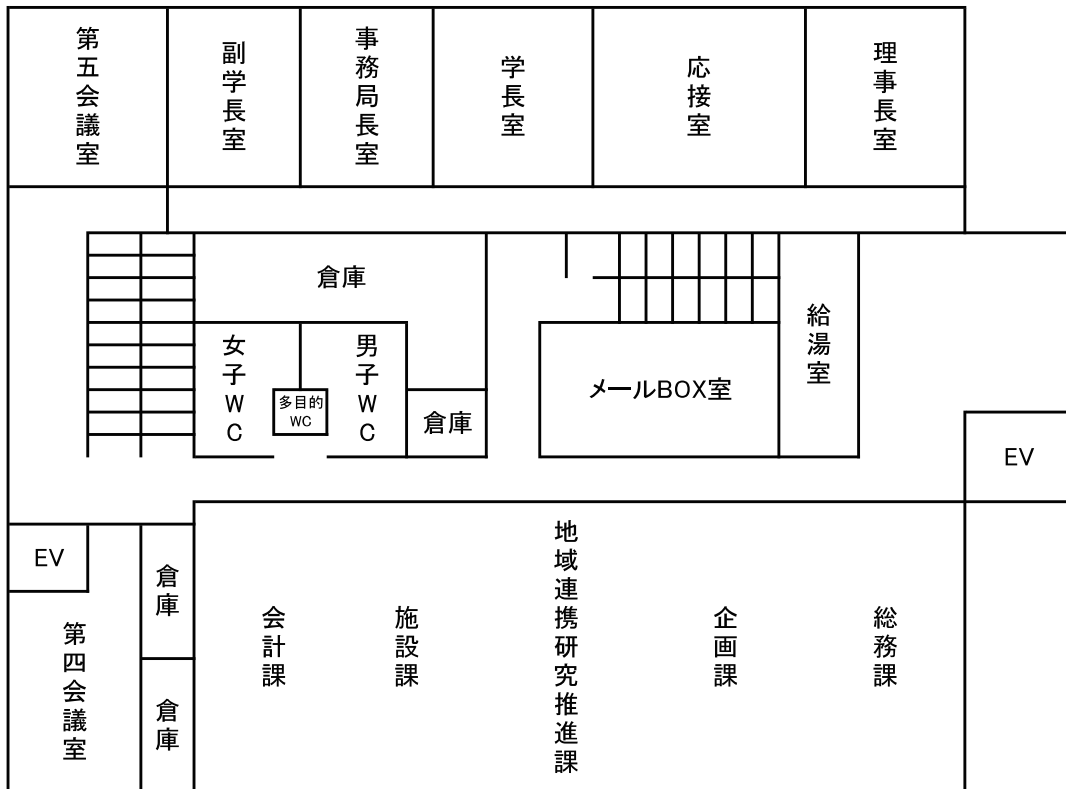 第五会議室
副学長室
事務局長室
学長室
応接室
理事長室
倉庫
女子WC
多目的
WC
男子WC
倉庫
メールBOX室
給湯室
EV
EV
倉庫
倉庫
第四会議室
会計課
施設課
地域連携研究推進課
企画課
総務課